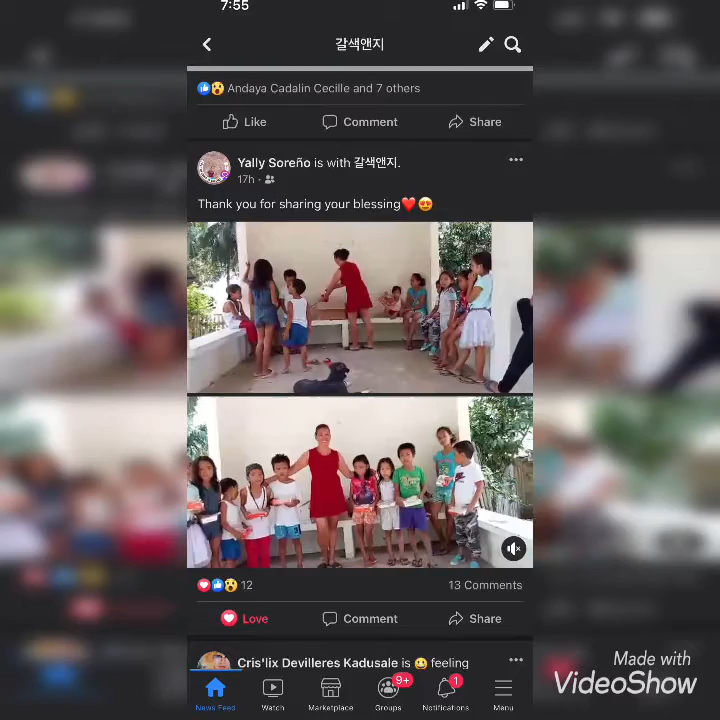 7:55
갈색앤지
Andaya Cadalin Cecille and 7 others
Like Comment Share
Yally Soreño is with 갈색앤지.
17h
Thank you for sharing your blessing❤️😍
12 13 Comments
Love Comment Share
Cris'lix Devilleres Kadusale is 😀 feeling
9+ 1
News Feed Watch Marketplace Groups Notifications Menu
Made with
VideoShow